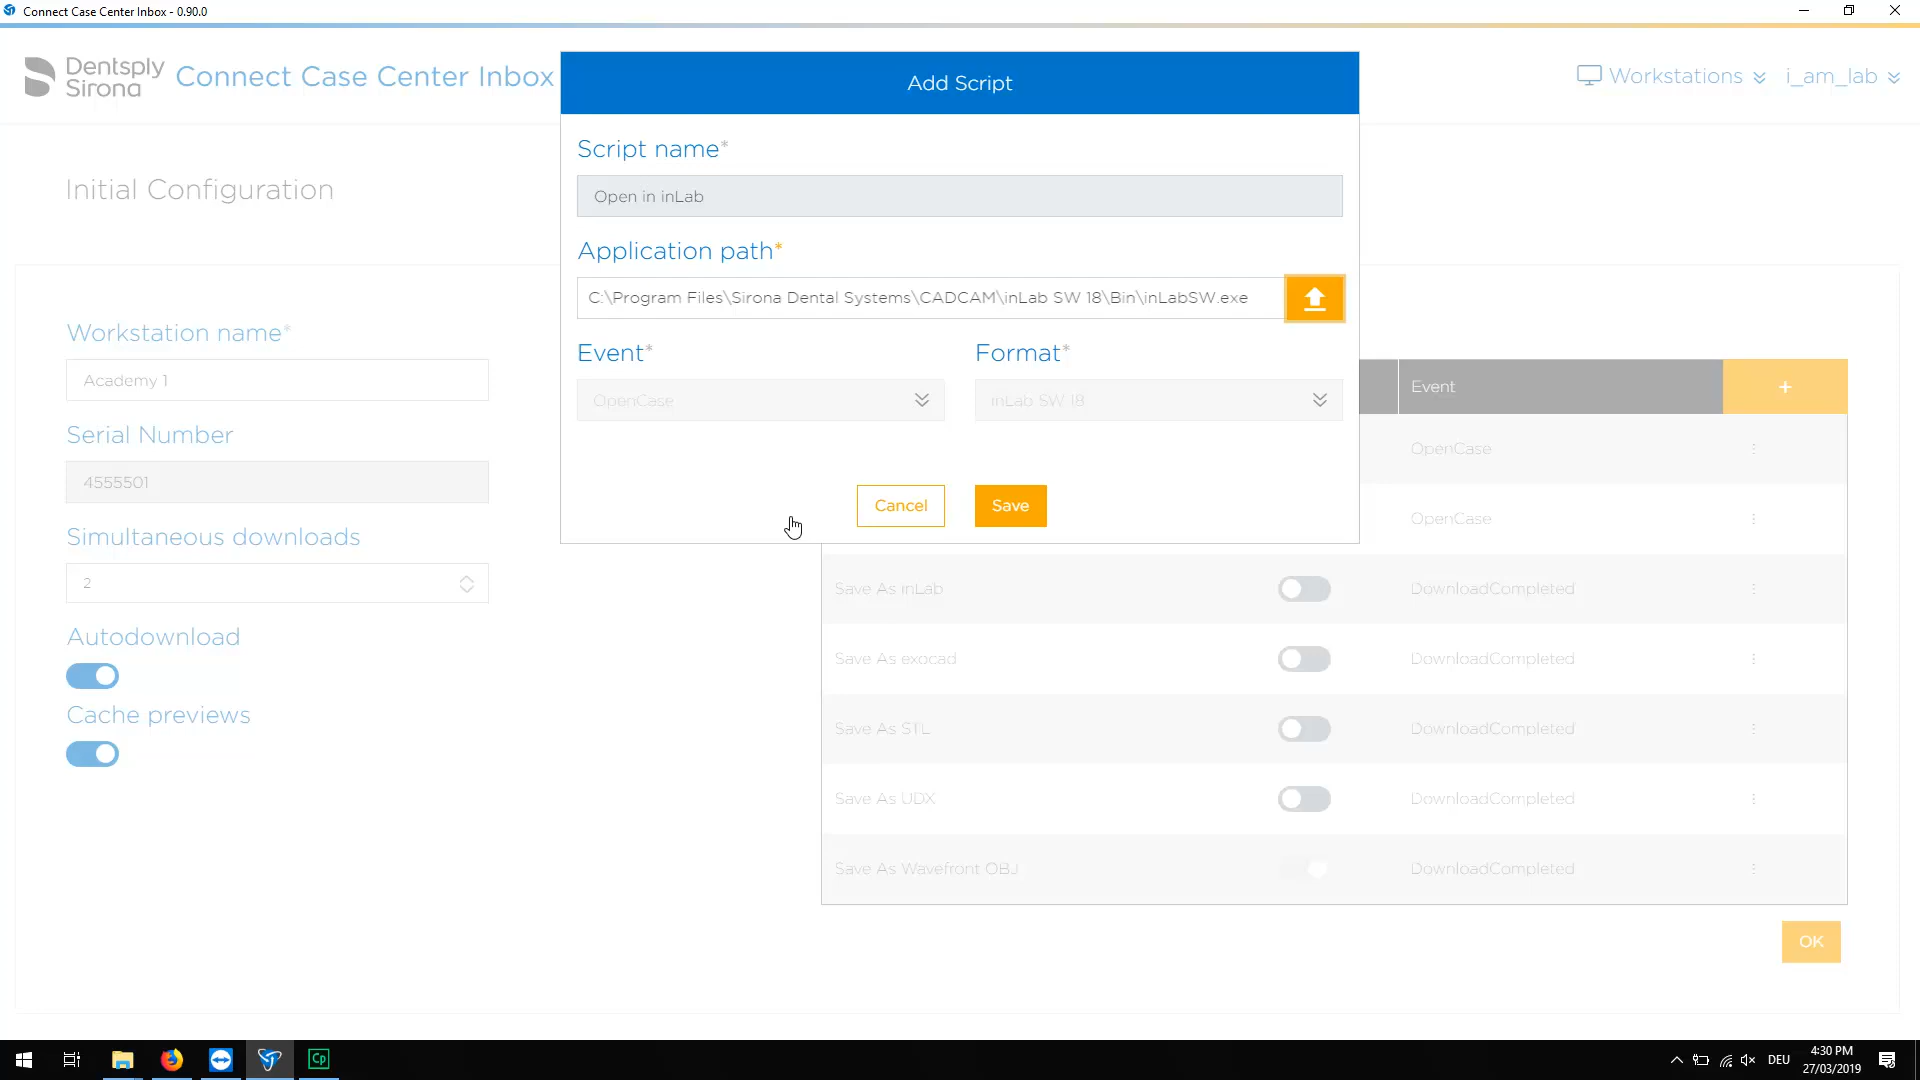 Connect Case Center Inbox - 0.90.0
Dentsply
Sirona
Connect Case Center Inbox
Workstations
i_am_lab
Add Script
Script name*
Open in inLab
Application path*
C:\Program Files\Sirona Dental Systems\CADCAM\inLab SW 18\Bin\inLabSW.exe
Event*
Format*
OpenCase
inLab SW 18
Cancel
Save
Initial Configuration
Workstation name*
Academy 1
Serial Number
4555501
Simultaneous downloads
2
Autodownload
Cache previews
Event
+
OpenCase
OpenCase
Save As inLab
DownloadCompleted
Save As exocad
DownloadCompleted
Save As STL
DownloadCompleted
Save As UDX
DownloadCompleted
Save As Wavefront OBJ
DownloadCompleted
OK
Cp
DEU
4:30 PM
27/03/2019